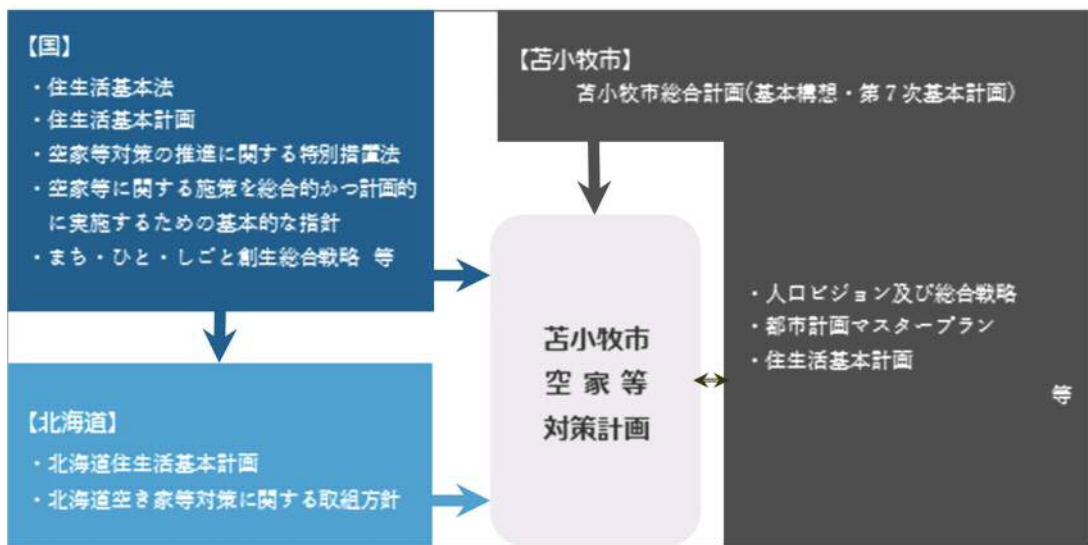 【国】
・住生活基本法
・住生活基本計画
・空家等対策の推進に関する特別措置法
・空家等に関する施策を総合的かつ計画的
に実施するための基本的な指針
・まち・ひと・しごと創生総合戦略 等
【北海道】
・北海道住生活基本計画
・北海道空き家等対策に関する取組方針
【苫小牧市】
苫小牧市総合計画(基本構想・第7次基本計画)
苫小牧市
空家等
対策計画
・人口ビジョン及び総合戦略
・都市計画マスタープラン
・住生活基本計画
等